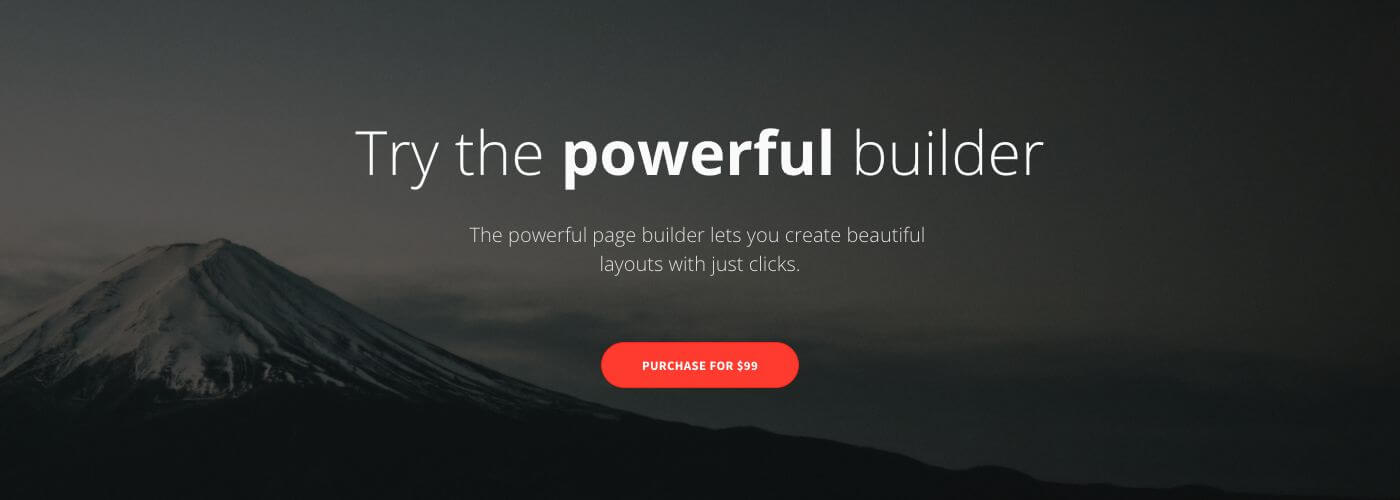 Try the powerful builder
The powerful page builder lets you create beautiful
layouts with just clicks.
PURCHASE FOR $99